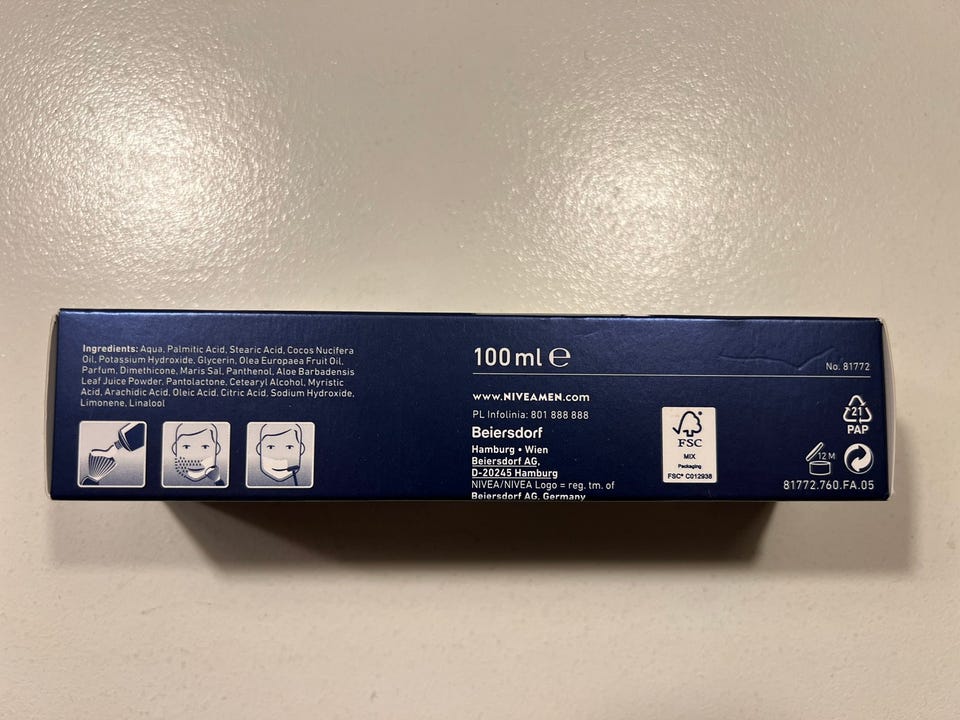 Ingredients: Aqua, Palmitic Acid, Stearic Acid, Cocos Nucifera
Oil, Potassium Hydroxide, Glycerin, Olea Europaea Fruit Oil,
Parfum, Dimethicone, Maris Sal, Panthenol, Aloe Barbadensis
Leaf Juice Powder, Pantolactone, Cetearyl Alcohol, Myristic
Acid, Arachidic Acid, Oleic Acid, Citric Acid, Sodium Hydroxide,
Limonene, Linalool
100 ml ℮
No. 81772
www.NIVEAMEN.com
PL Infolinia: 801 888 888
Beiersdorf
Hamburg • Wien
Beiersdorf AG,
D-20245 Hamburg
NIVEA/NIVEA Logo = reg. tm. of
Beiersdorf AG, Germany
FSC
MIX
Packaging
FSC® C012938
21
PAP
12 M
81772.760.FA.05